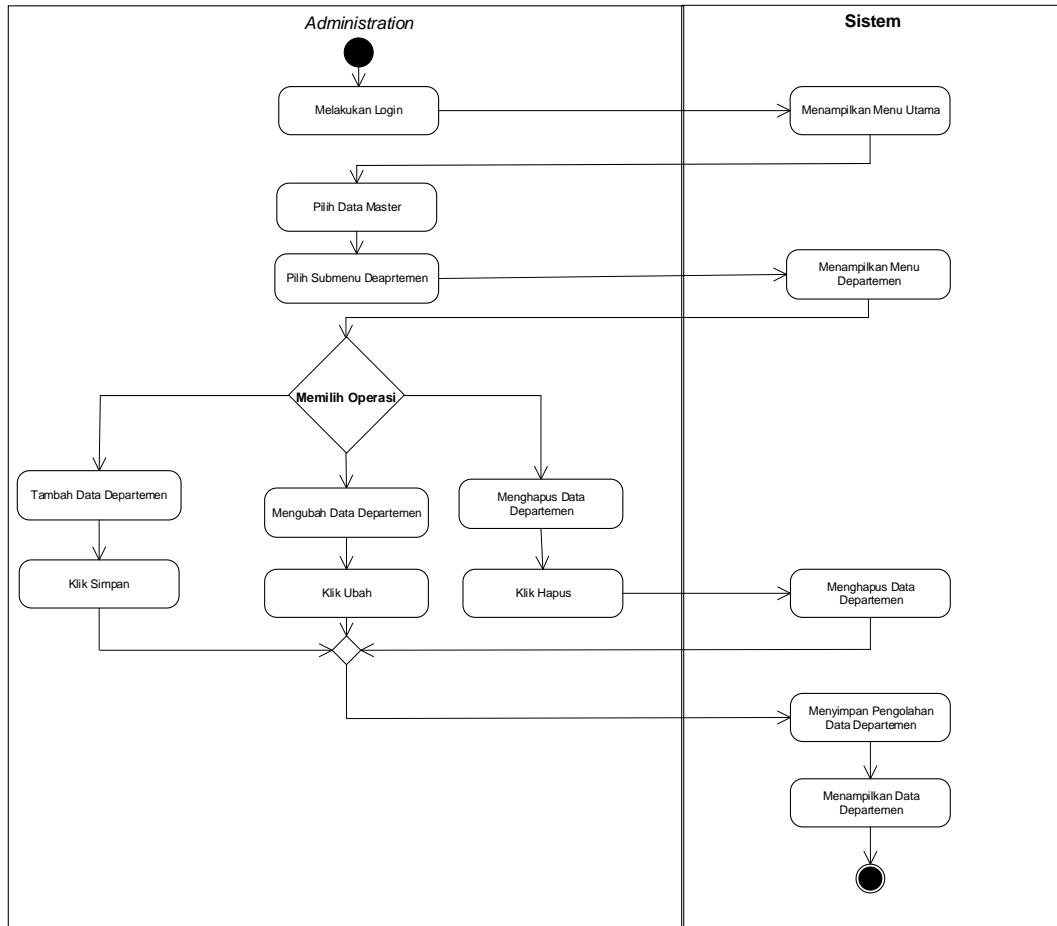 Administration
Sistem
Melakukan Login
Menampilkan Menu Utama
Pilih Data Master
Pilih Submenu Deaprtemen
Menampilkan Menu
Departemen
Memilih Operasi
Tambah Data Departemen
Mengubah Data Departemen
Menghapus Data
Departemen
Klik Simpan
Klik Ubah
Klik Hapus
Menghapus Data
Departemen
Menyimpan Pengolahan
Data Departemen
Menampilkan Data
Departemen